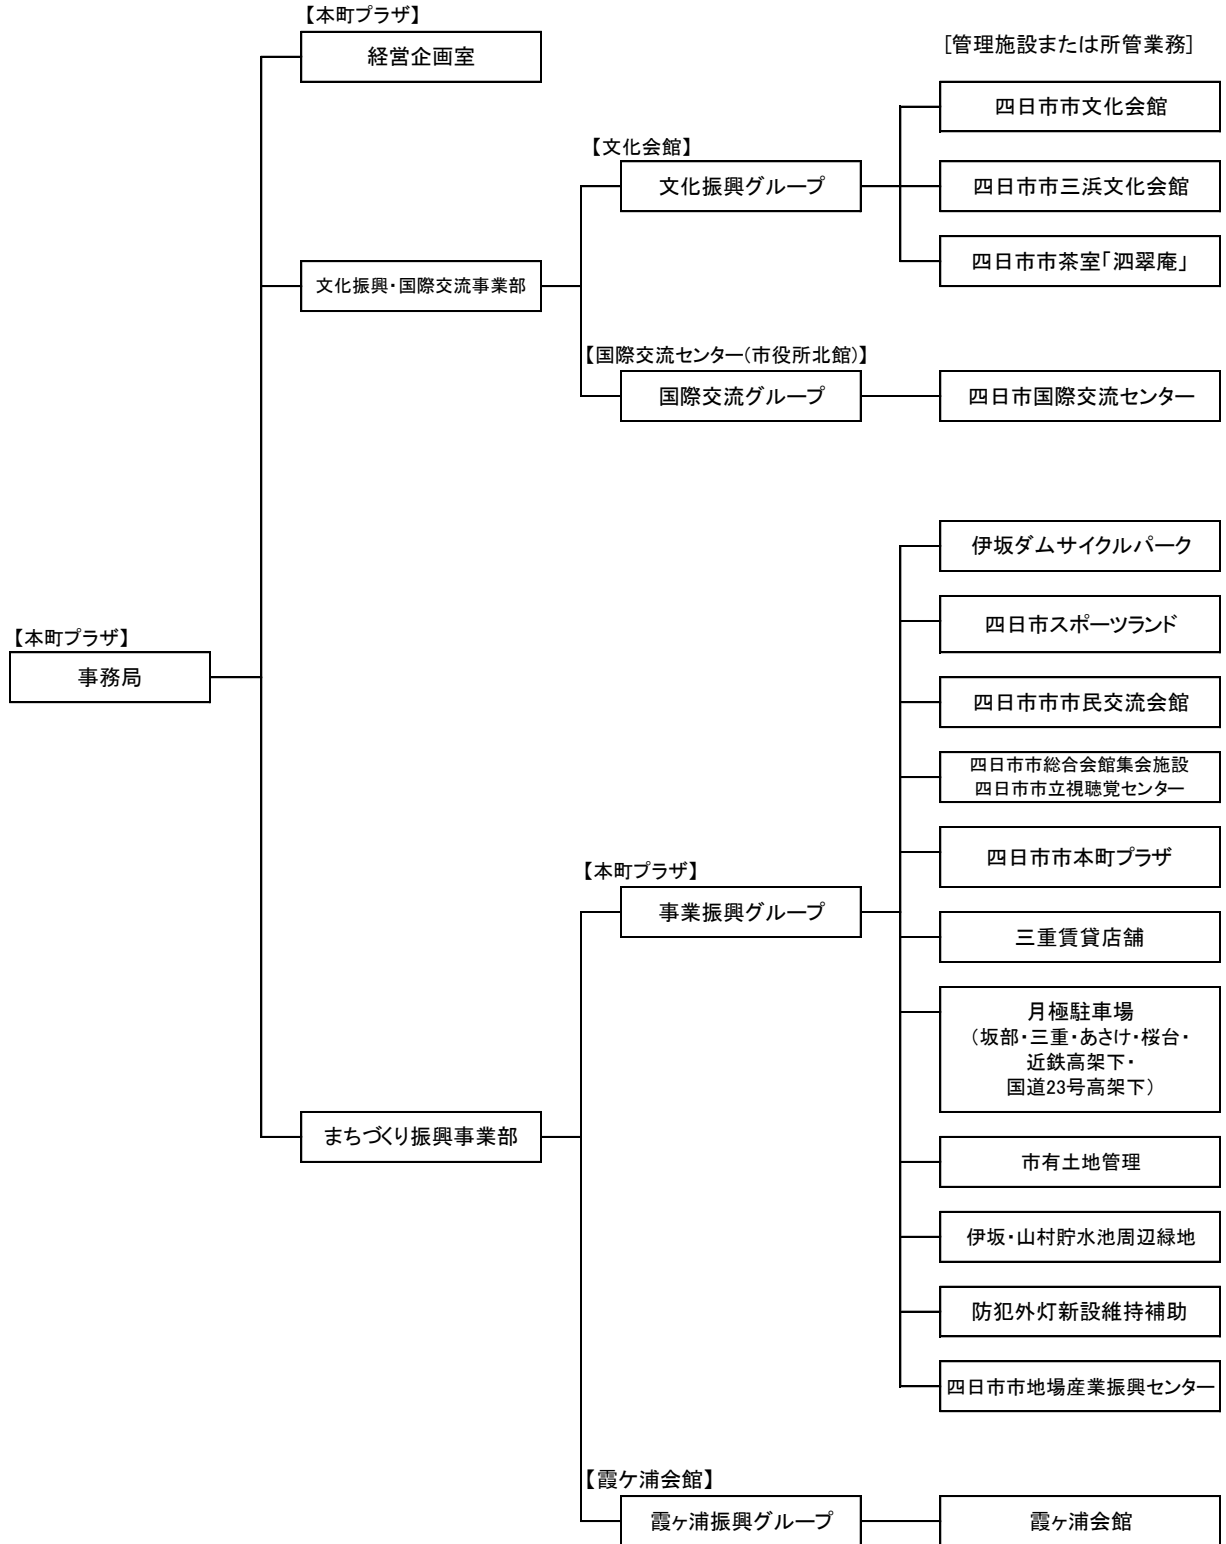 【本町プラザ】
経営企画室
[管理施設または所管業務]
四日市市文化会館
【文化会館】
文化振興グループ
四日市市三浜文化会館
四日市市茶室｢泗翠庵｣
文化振興・国際交流事業部
【国際交流センター(市役所北館)】
国際交流グループ
四日市国際交流センター
伊坂ダムサイクルパーク
四日市スポーツランド
【本町プラザ】
事務局
四日市市市民交流会館
四日市市総合会館集会施設
四日市市立視聴覚センター
四日市市本町プラザ
【本町プラザ】
事業振興グループ
三重賃貸店舗
月極駐車場
（坂部・三重・あさけ・桜台・
近鉄高架下・
国道23号高架下）
まちづくり振興事業部
市有土地管理
伊坂・山村貯水池周辺緑地
防犯外灯新設維持補助
四日市市地場産業振興センター
【霞ケ浦会館】
霞ヶ浦振興グループ
霞ヶ浦会館